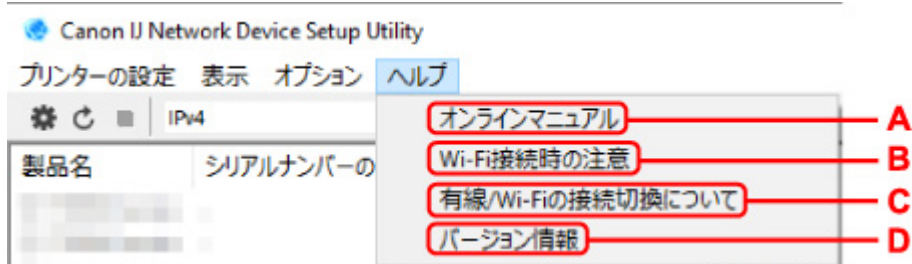 Canon IJ Network Device Setup Utility
プリンターの設定 表示 オプション ヘルプ
IPv4
オンラインマニュアル A
Wi-Fi接続時の注意 B
製品名 シリアルナンバーの
有線/Wi-Fiの接続切換について C
バージョン情報 D